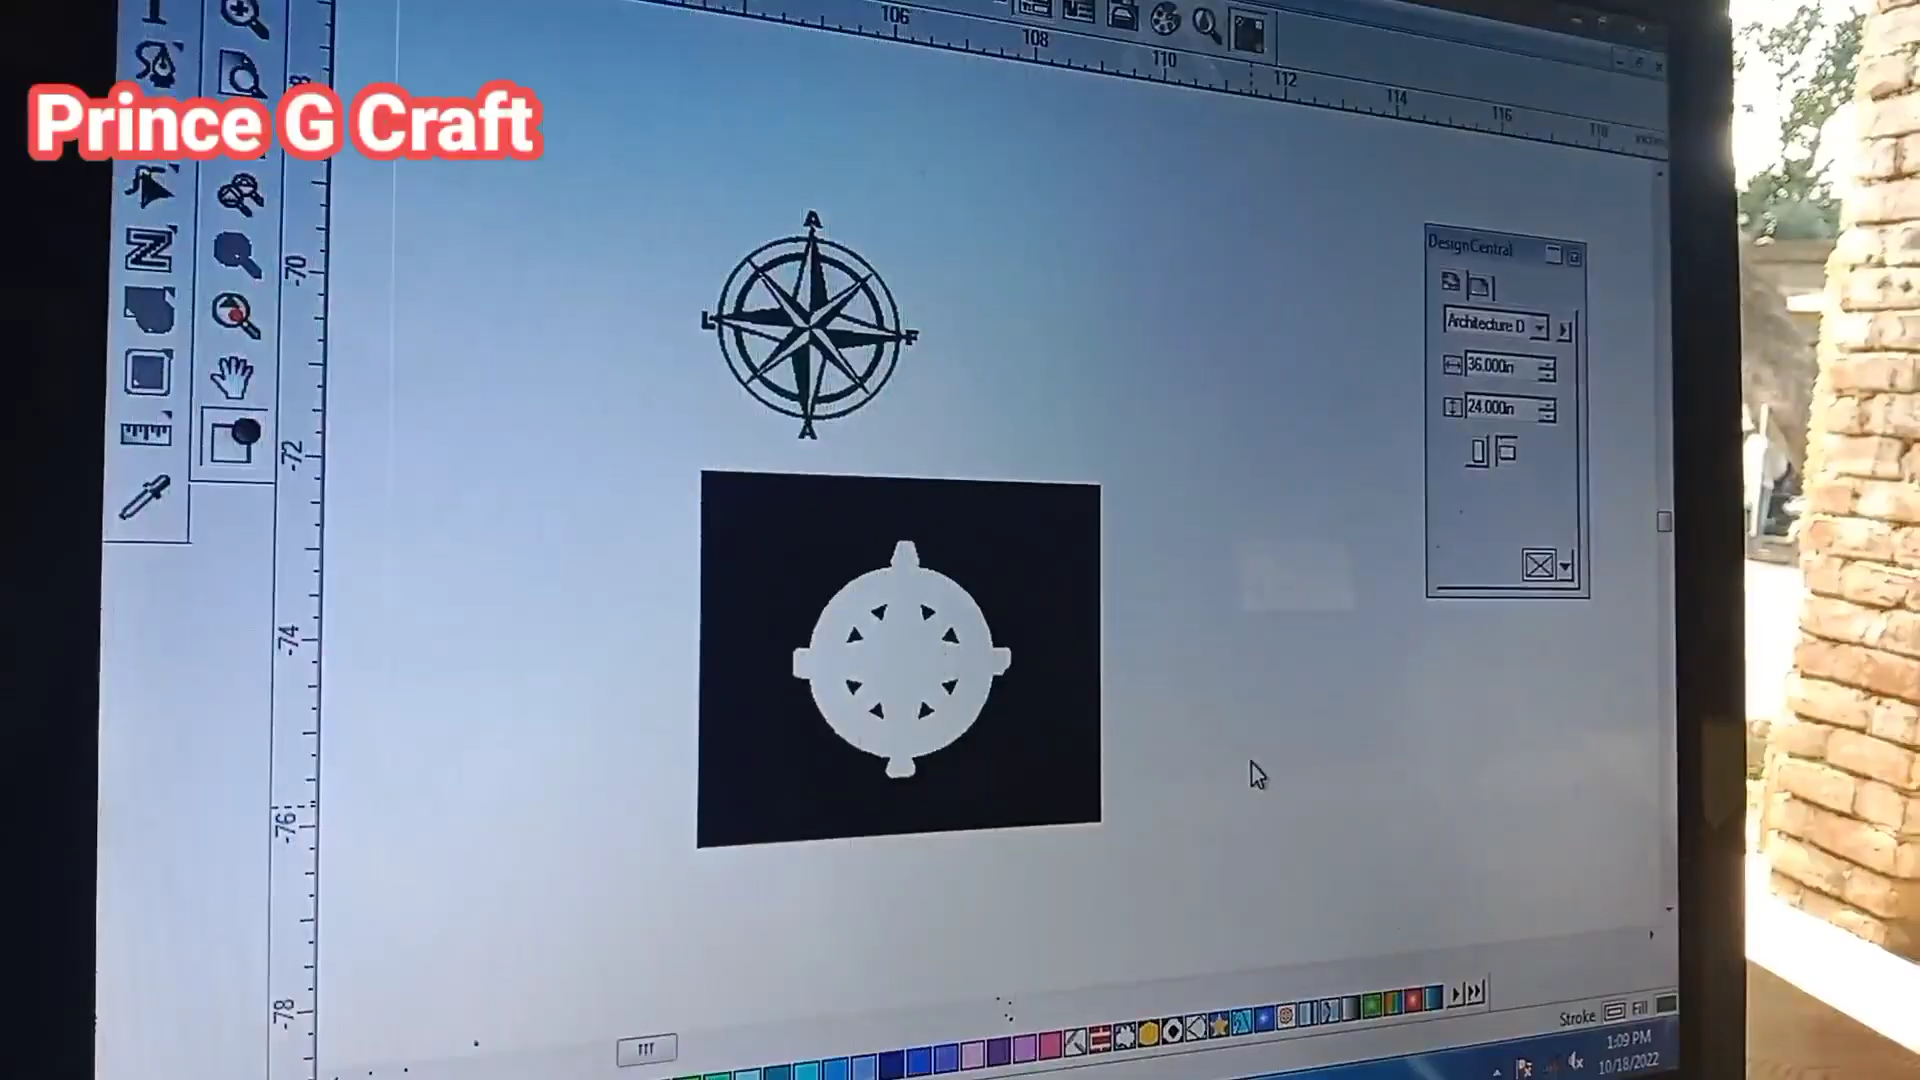 106
108
110
112
114
116
118
Prince G Craft
-70
-72
-74
-76
-78
A
L
F
A
DesignCentral
Architecture D
36.000in
24.000in
Stroke
Fill
1:09 PM
10/18/2022